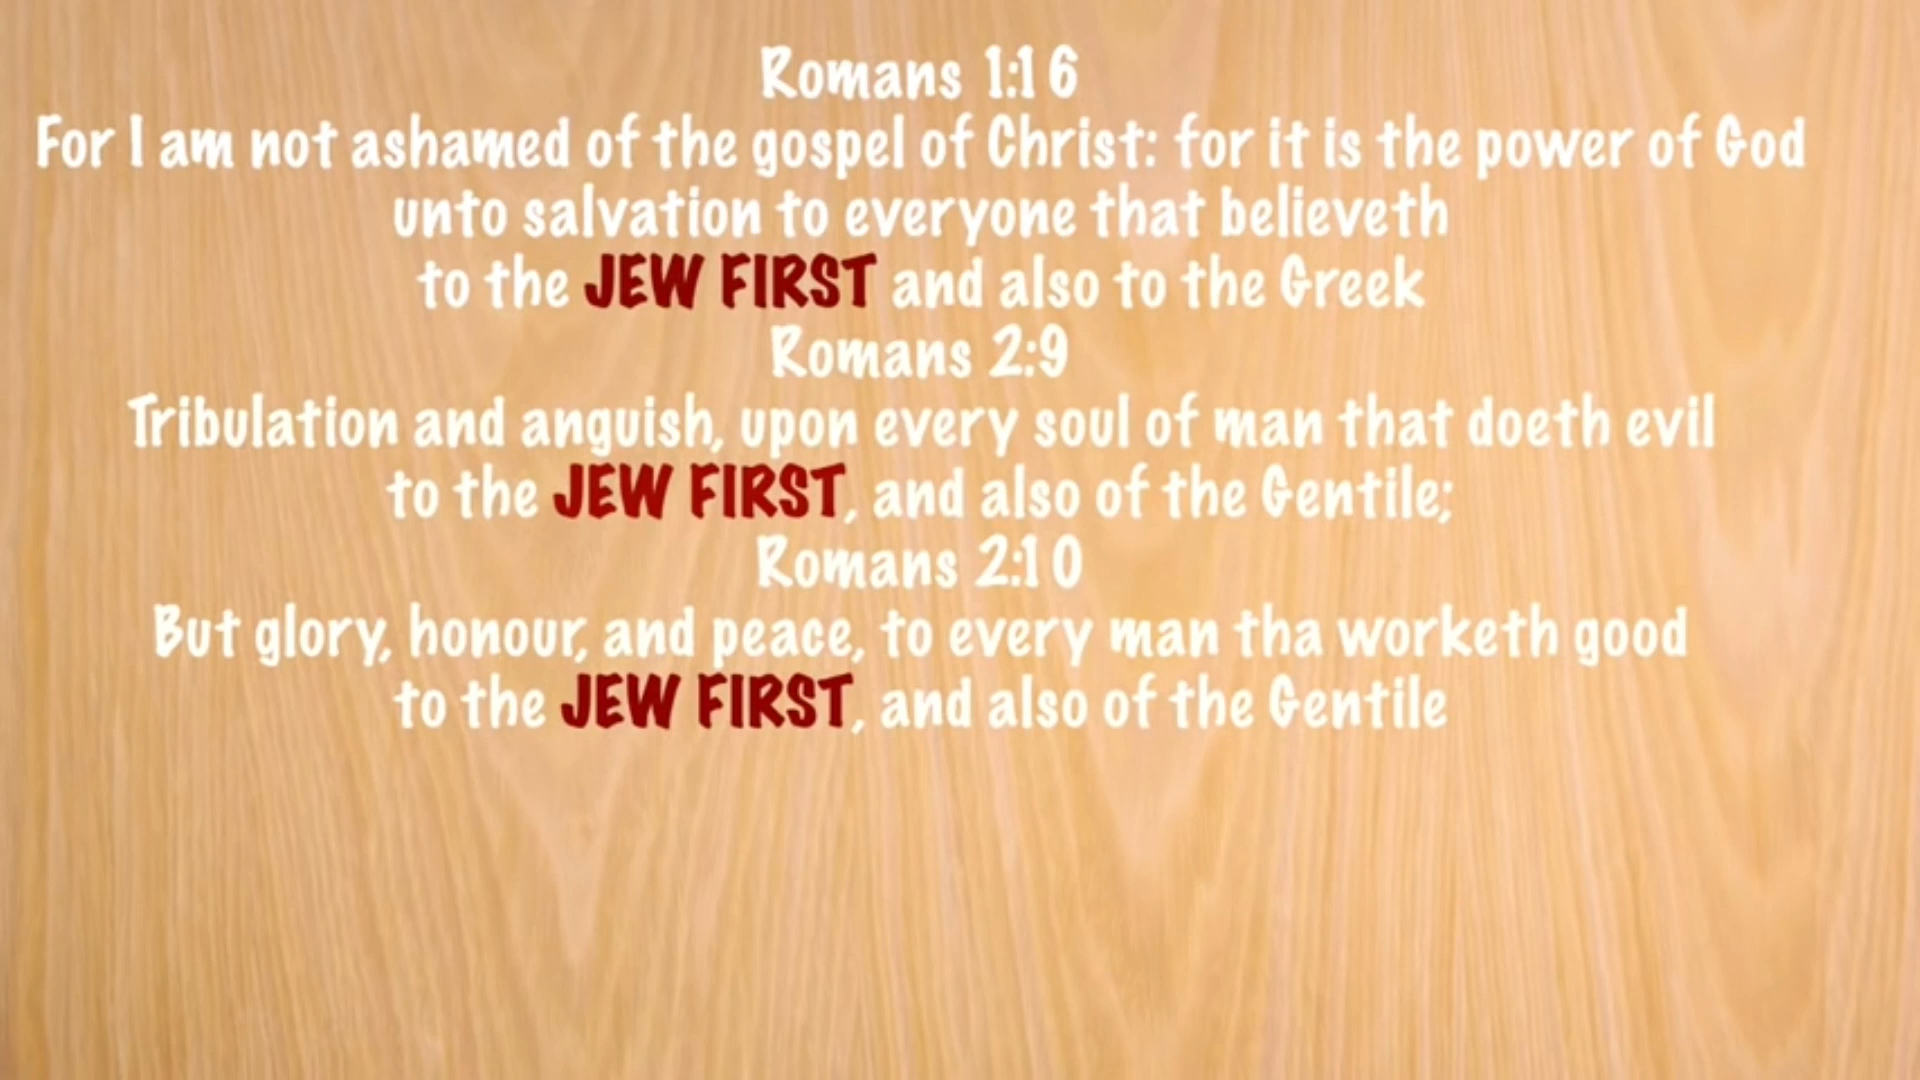 Romans 1:16
For I am not ashamed of the gospel of Christ: for it is the power of God
unto salvation to everyone that believeth
to the JEW FIRST and also to the Greek
Romans 2:9
Tribulation and anguish, upon every soul of man that doeth evil
to the JEW FIRST, and also of the Gentile;
Romans 2:10
But glory, honour, and peace, to every man tha worketh good
to the JEW FIRST, and also of the Gentile